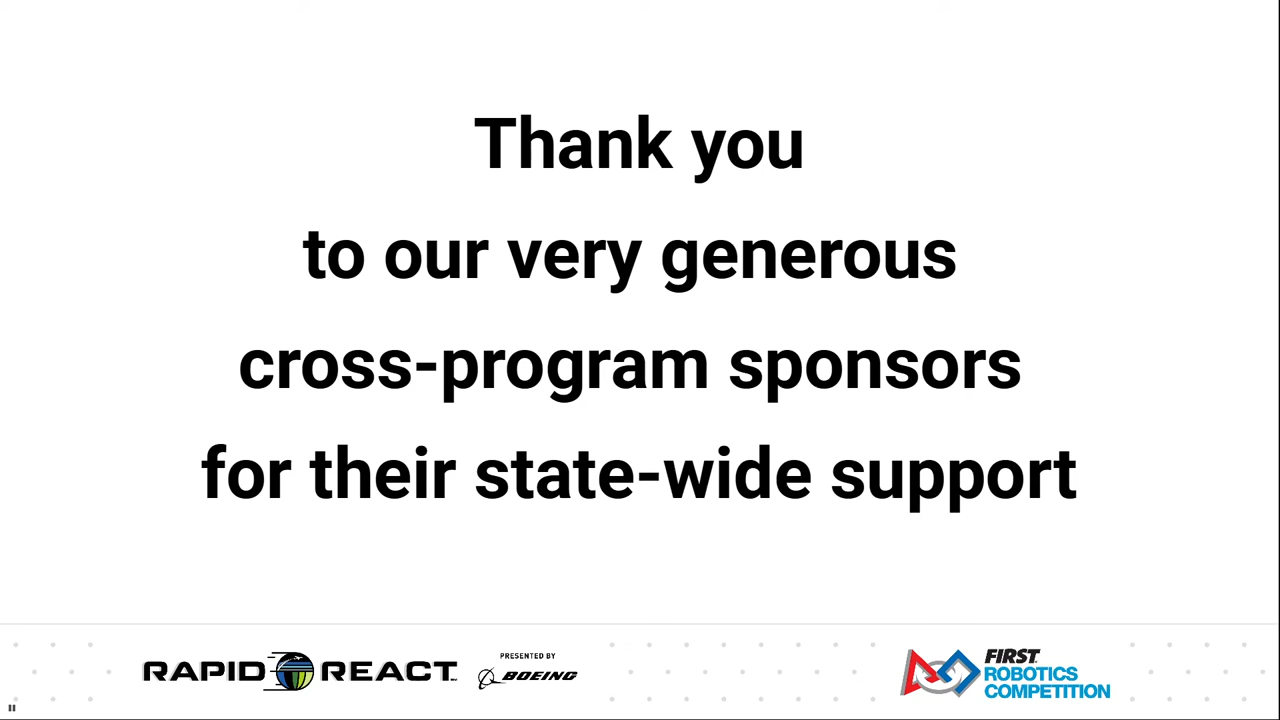 Thank you
to our very generous
cross-program sponsors
for their state-wide support
RAPID REACT
PRESENTED BY
BOEING
FIRST
ROBOTICS
COMPETITION